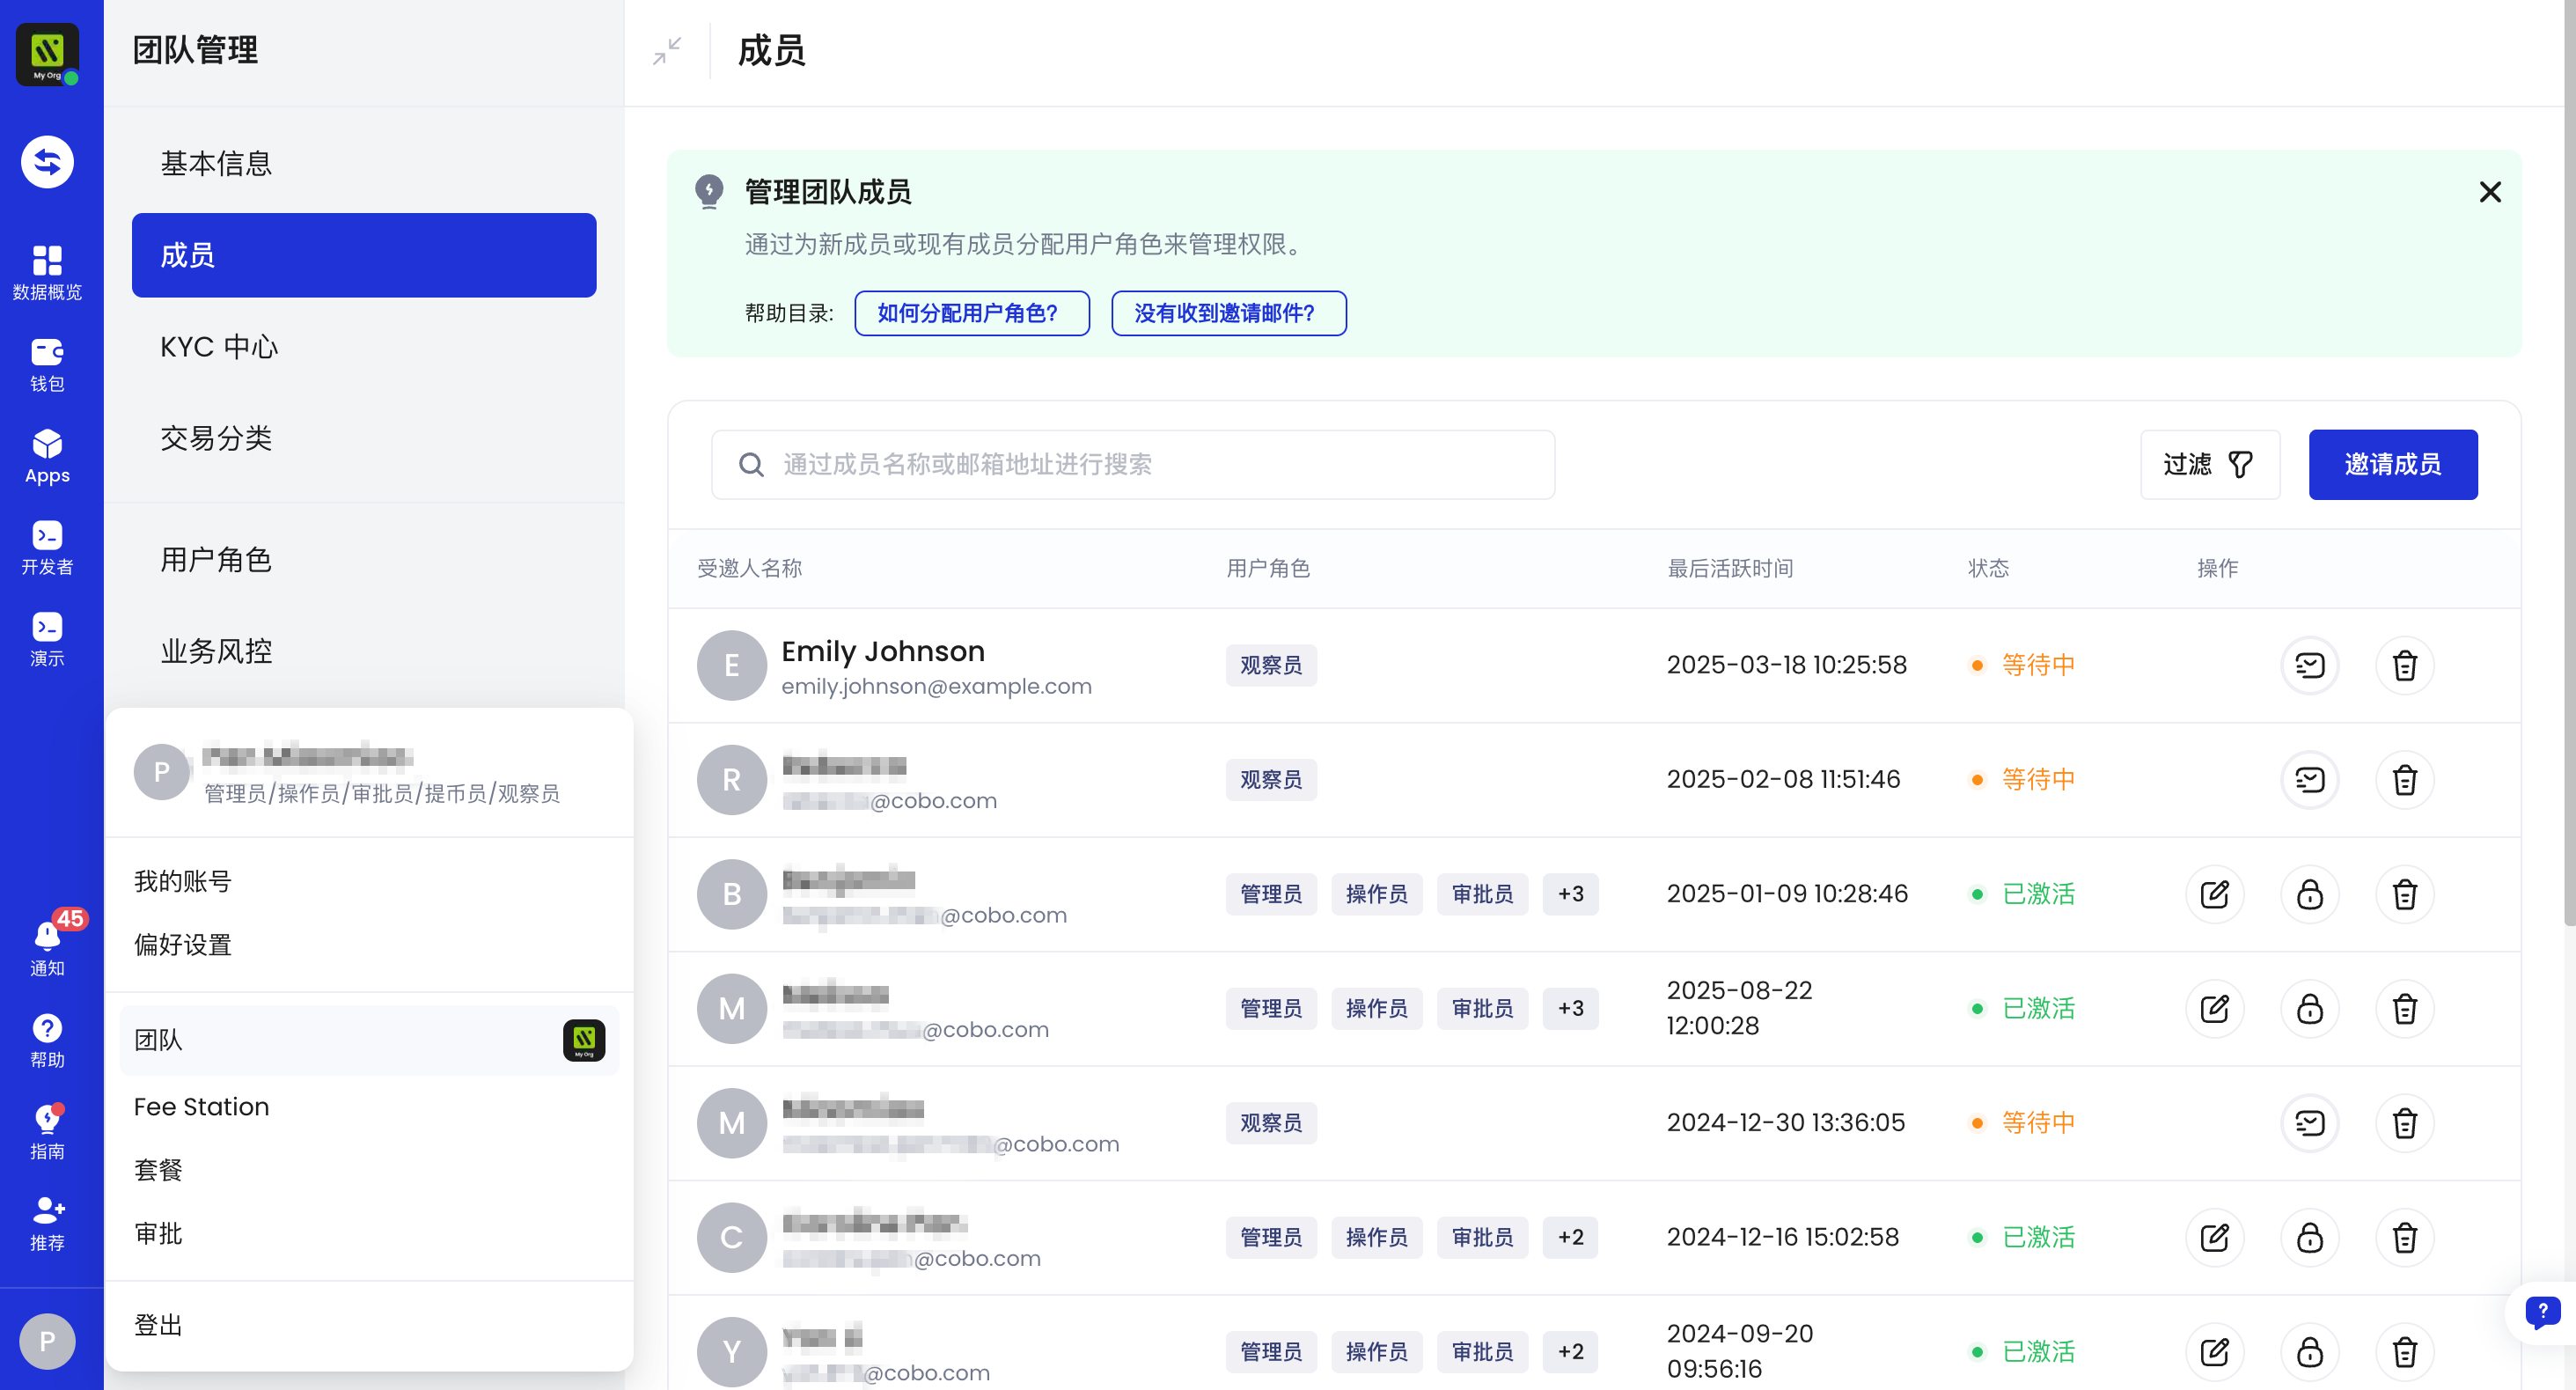 My Org
数据概览
钱包
Apps
开发者
演示
45
通知
帮助
指南
推荐
P
团队管理
基本信息
成员
KYC 中心
交易分类
用户角色
业务风控
P
管理员/操作员/审批员/提币员/观察员
我的账号
偏好设置
团队
My Org
Fee Station
套餐
审批
登出
成员
管理团队成员
通过为新成员或现有成员分配用户角色来管理权限。
帮助目录: 如何分配用户角色? 没有收到邀请邮件?
通过成员名称或邮箱地址进行搜索 过滤 邀请成员
受邀人名称 用户角色 最后活跃时间 状态 操作
E Emily Johnson
emily.johnson@example.com
观察员 2025-03-18 10:25:58 等待中
R
@cobo.com
观察员 2025-02-08 11:51:46 等待中
B
@cobo.com
管理员 操作员 审批员 +3 2025-01-09 10:28:46 已激活
M
@cobo.com
管理员 操作员 审批员 +3 2025-08-22
12:00:28
已激活
M
@cobo.com
观察员 2024-12-30 13:36:05 等待中
C
@cobo.com
管理员 操作员 审批员 +2 2024-12-16 15:02:58 已激活
Y
@cobo.com
管理员 操作员 审批员 +2 2024-09-20
09:56:16
已激活